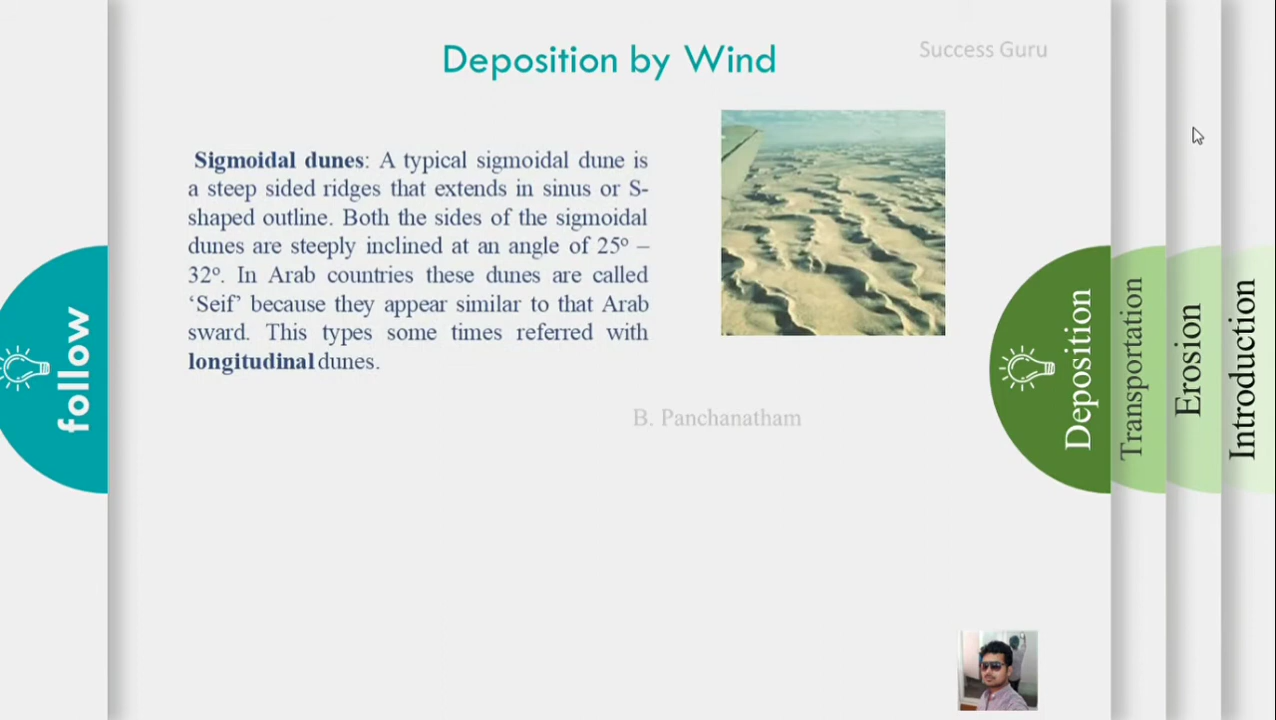 Deposition by Wind
Success Guru
Sigmoidal dunes: A typical sigmoidal dune is
a steep sided ridges that extends in sinus or S-
shaped outline. Both the sides of the sigmoidal
dunes are steeply inclined at an angle of 25º –
32º. In Arab countries these dunes are called
‘Seif’ because they appear similar to that Arab
sward. This types some times referred with
longitudinal dunes.
B. Panchanatham
follow
Deposition
Transportation
Erosion
Introduction